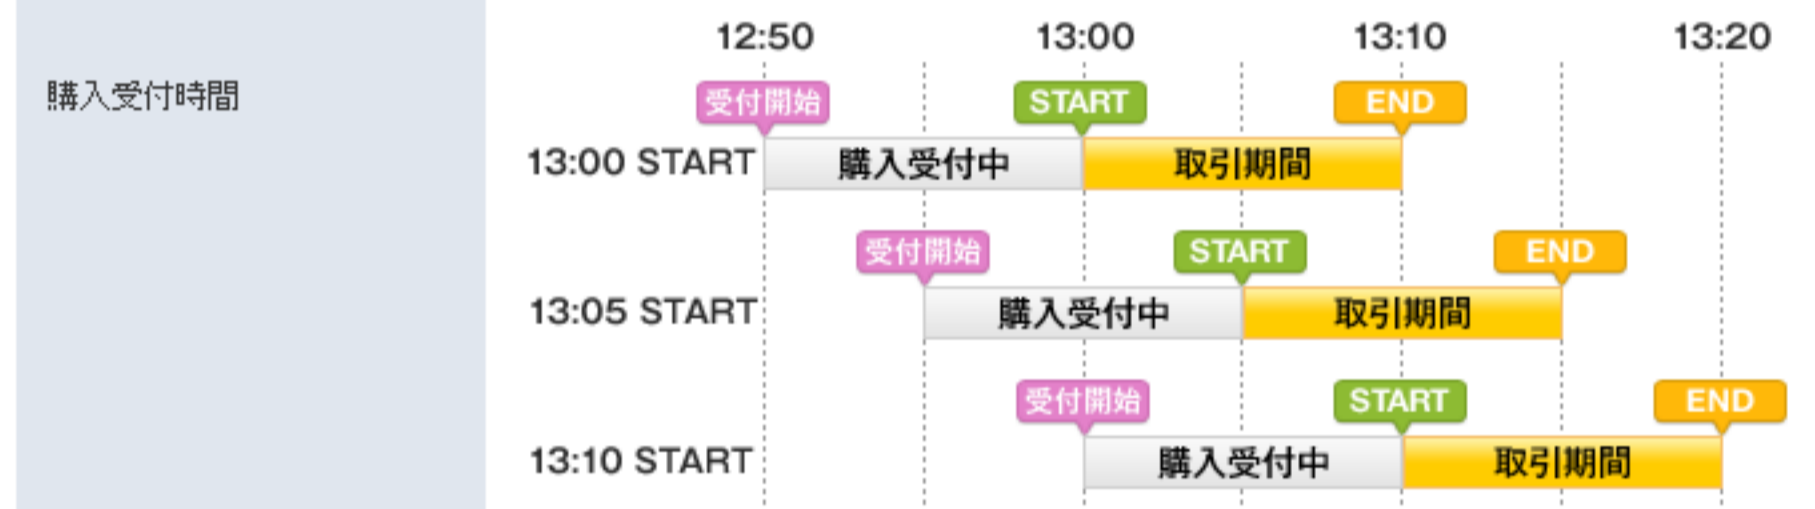 12:50 13:00 13:10 13:20
購入受付時間
受付開始 START END
13:00 START 購入受付中 取引期間
受付開始 START END
13:05 START 購入受付中 取引期間
受付開始 START END
13:10 START 購入受付中 取引期間